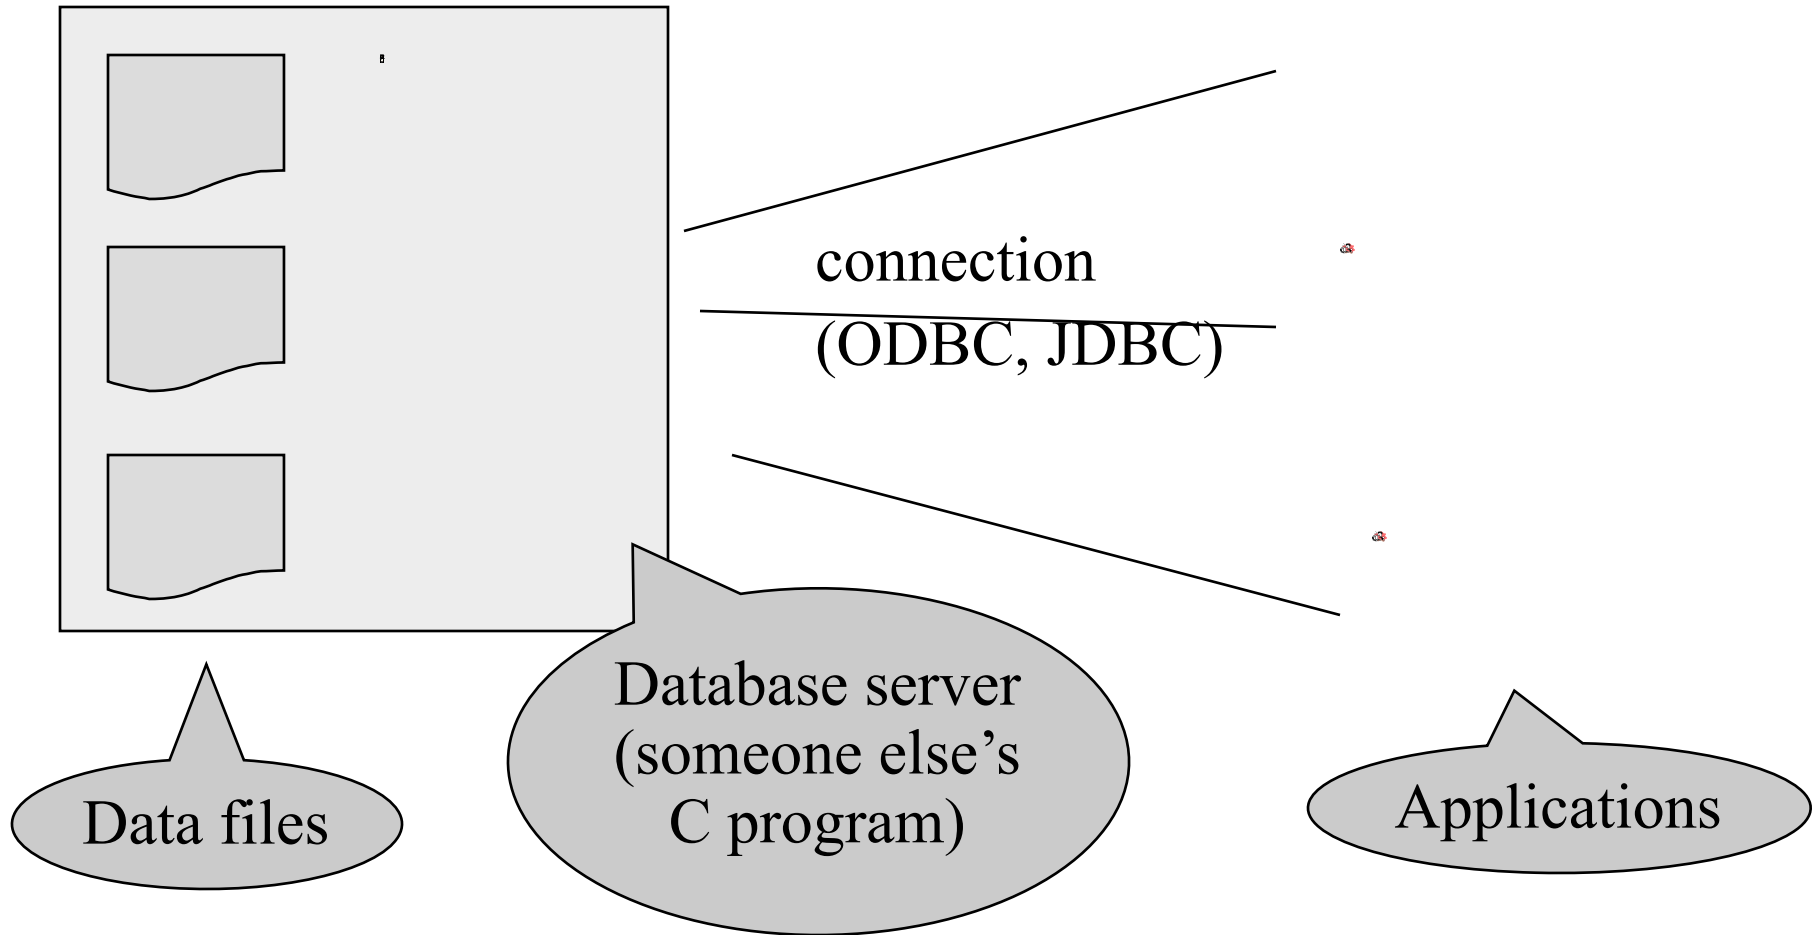 connection
(ODBC, JDBC)
Database server
(someone else’s
C program)
Data files
Applications